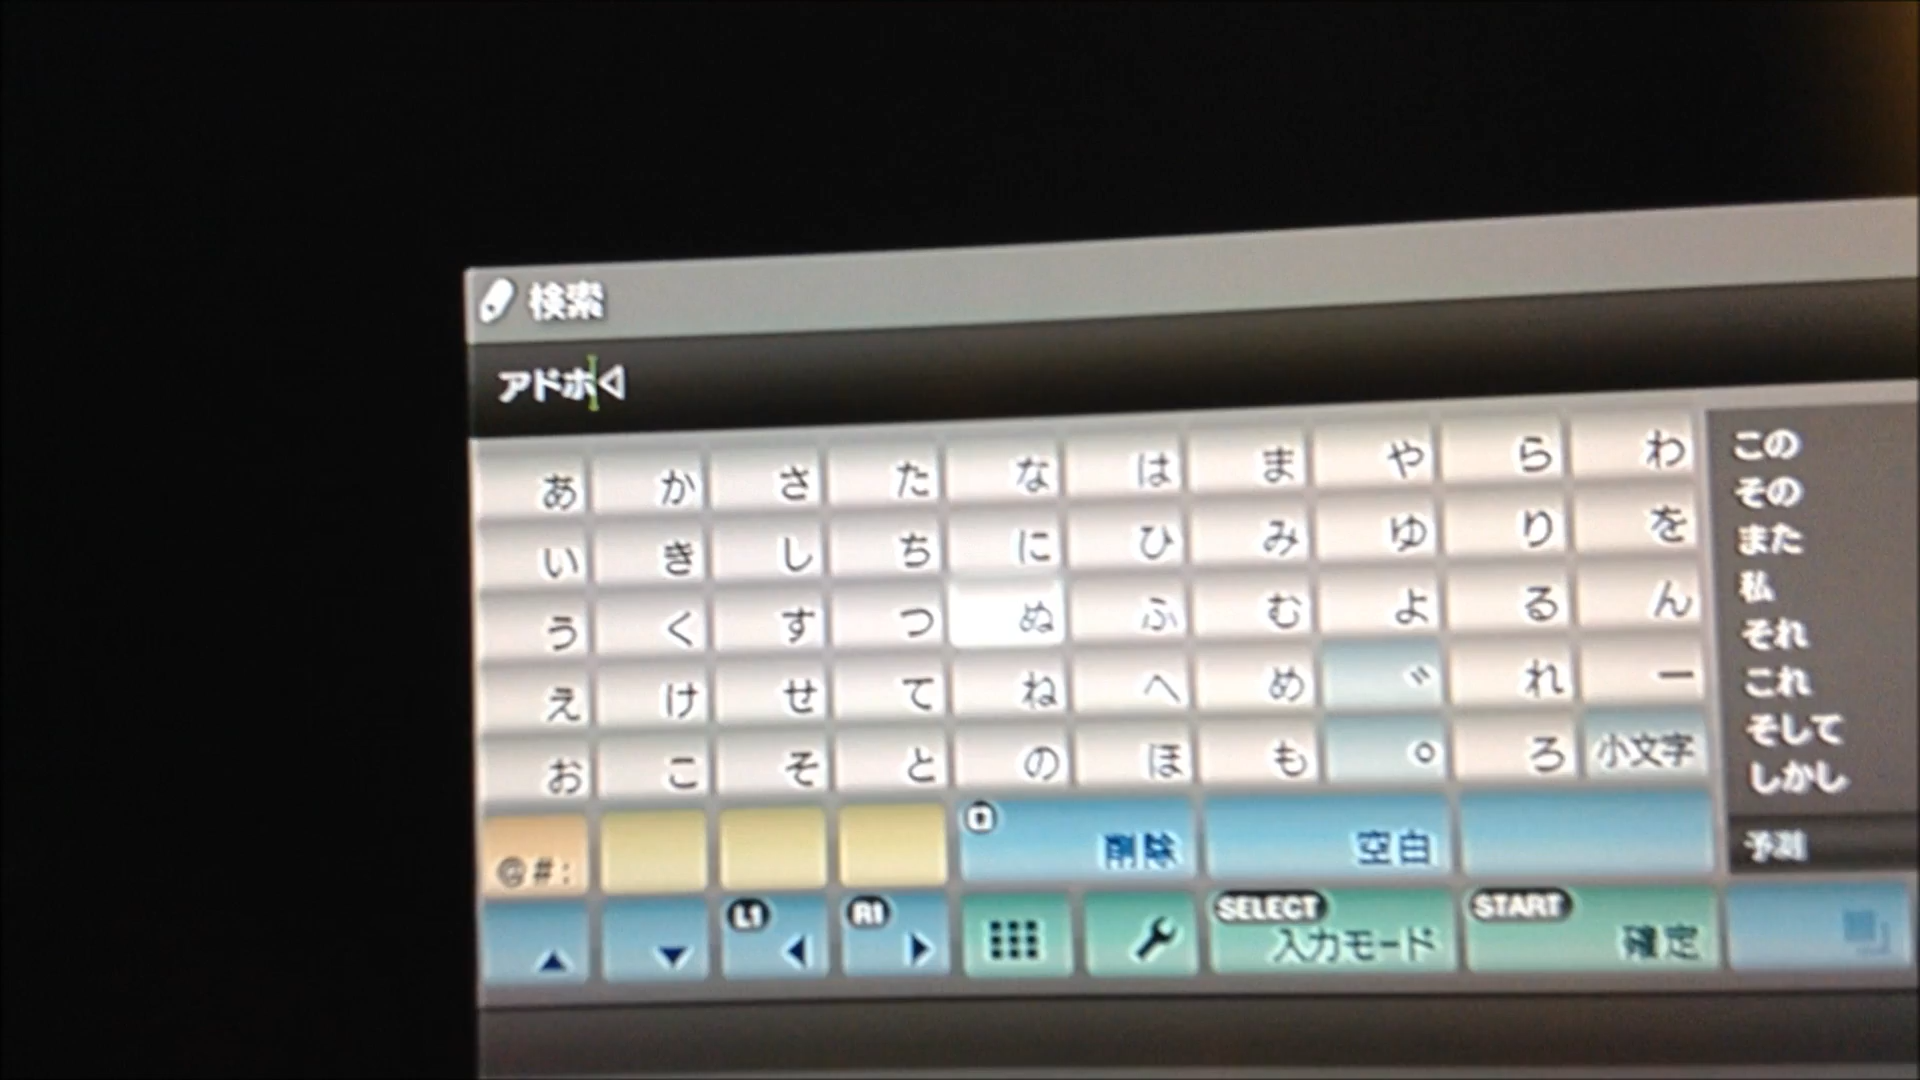 検索
アドホ
あ か さ た な は ま や ら わ
い き し ち に ひ み ゆ り を
う く す つ ぬ ふ む よ る ん
え け せ て ね へ め ゛ れ ー
お こ そ と の ほ も ゜ ろ 小文字
@#: 削除 空白
L1 R1 SELECT 入力モード START 確定
この
その
また
私
それ
これ
そして
しかし
予測